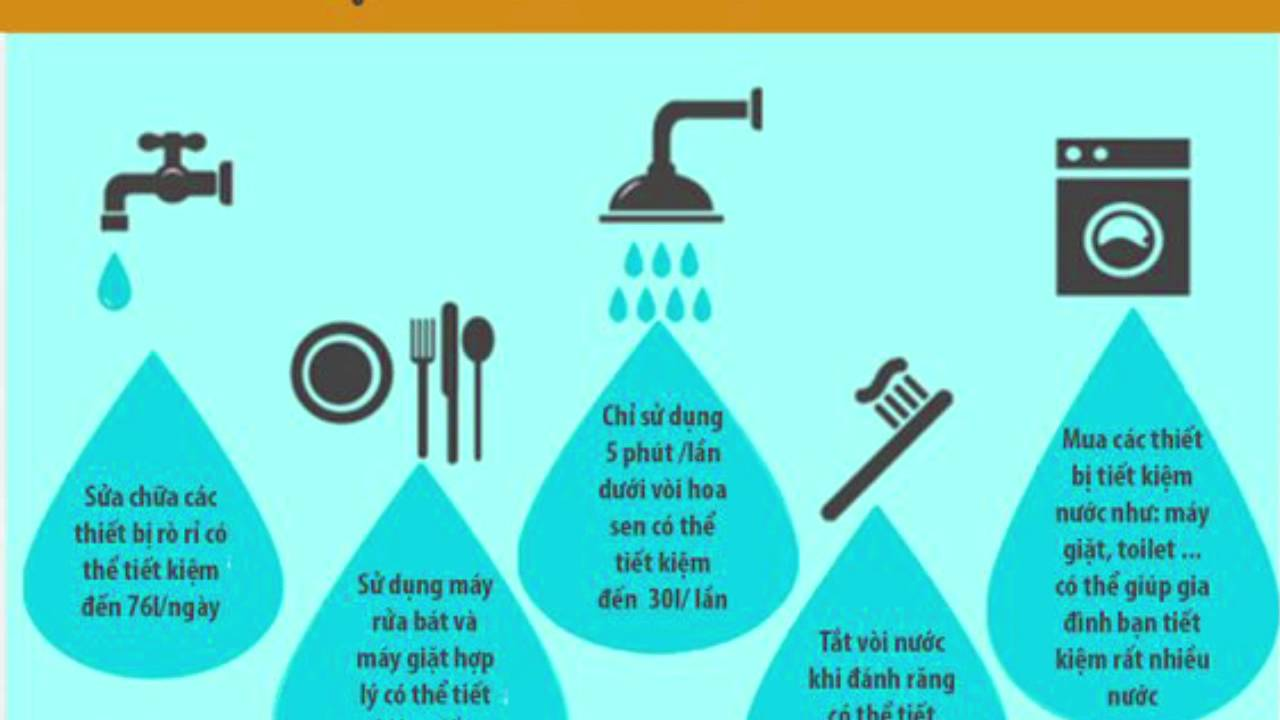 Sửa chữa các
thiết bị rò rỉ có
thể tiết kiệm
đến 76l/ngày
Sử dụng máy
rửa bát và
máy giặt hợp
lý có thể tiết
Chỉ sử dụng
5 phút /lần
dưới vòi hoa
sen có thể
tiết kiệm
đến 30l/ lần
Tắt vòi nước
khi đánh răng
có thể tiết
Mua các thiết
bị tiết kiệm
nước như: máy
giặt, toilet ...
có thể giúp gia
đình bạn tiết
kiệm rất nhiều
nước